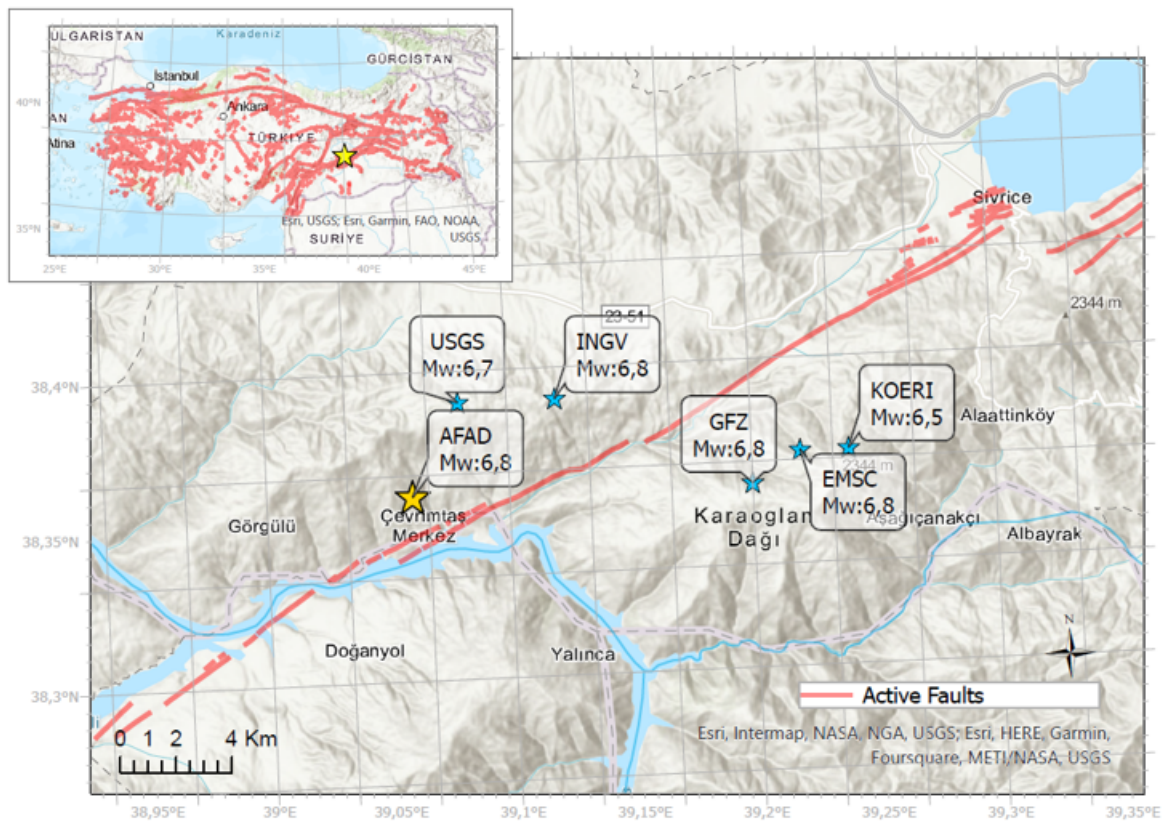 ULGARİSTAN
Karadeniz
GÜRCİSTAN
İstanbul
40°N
Ankara
AN
TÜRKİYE
Atina
Esri, USGS; Esri, Garmin, FAO, NOAA,
USGS
35°N
SURİYE
25°E
30°E
35°E
40°E
45°E
Sivrice
2344 m
23-51
USGS
Mw:6,7
INGV
Mw:6,8
38,4°N
KOERI
Mw:6,5
Alaattinköy
GFZ
Mw:6,8
AFAD
Mw:6,8
2344 m
EMSC
Mw:6,8
Çevrimtaş
Merkez
Görgülü
Karaoglan
Dağı
Aşağıçanakçı
Albayrak
38,35°N
N
Doğanyol
Yalınca
38,3°N
Active Faults
0 1 2 4 Km
Esri, Intermap, NASA, NGA, USGS; Esri, HERE, Garmin,
Foursquare, METI/NASA, USGS
38,95°E
39°E
39,05°E
39,1°E
39,15°E
39,2°E
39,25°E
39,3°E
39,35°E